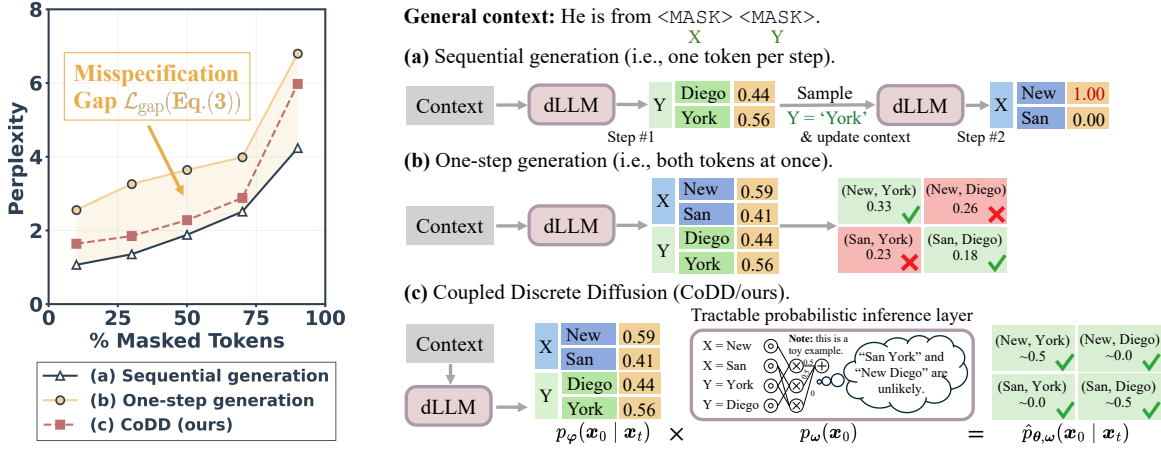 8
6
4
2
0
Perplexity
Misspecification
Gap ℒgap(Eq.(3))
0 25 50 75 100
% Masked Tokens
(a) Sequential generation
(b) One-step generation
(c) CoDD (ours)
General context: He is from <MASK> <MASK>.
X Y
(a) Sequential generation (i.e., one token per step).
Context
dLLM
Step #1
Y
Diego 0.44
York 0.56
Sample
Y = ‘York’
& update context
dLLM
Step #2
X
New 1.00
San 0.00
(b) One-step generation (i.e., both tokens at once).
Context
dLLM
X
New 0.59
San 0.41
Y
Diego 0.44
York 0.56
(New, York)
0.33
(New, Diego)
0.26
(San, York)
0.23
(San, Diego)
0.18
(c) Coupled Discrete Diffusion (CoDD/ours).
Context
dLLM
X
New 0.59
San 0.41
Y
Diego 0.44
York 0.56
Tractable probabilistic inference layer
X = New
X = San
Y = York
Y = Diego
Note: this is a
toy example.
0.5
0
“San York” and
“New Diego” are
unlikely.
(New, York)
~0.5
(New, Diego)
~0.0
(San, York)
~0.0
(San, Diego)
~0.5
pφ(x0 | xt) × pω(x0) = p̂θ,ω(x0 | xt)